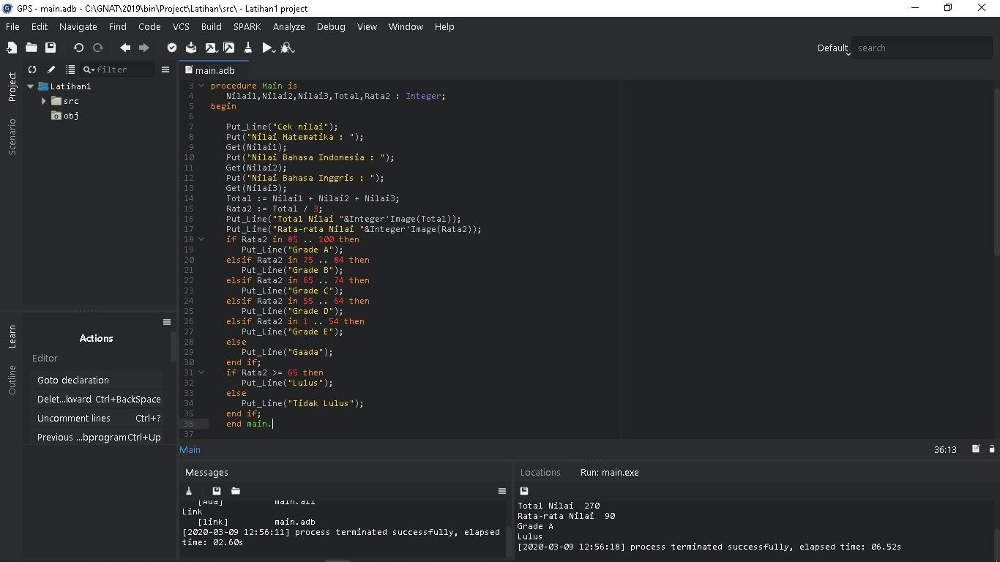 GPS - main.adb - C:\GNAT\2019\bin\Project\Latihan\src\ - Latihan1 project
File Edit Navigate Find Code VCS Build SPARK Analyze Debug View Window Help
Default search
Project
Scenario
filter
Latihan1
src
obj
main.adb
3 procedure Main is
4 Nilai1,Nilai2,Nilai3,Total,Rata2 : Integer;
5 begin
6
7 Put_Line("Cek nilai");
8 Put("Nilai Matematika : ");
9 Get(Nilai1);
10 Put("Nilai Bahasa Indonesia : ");
11 Get(Nilai2);
12 Put("Nilai Bahasa Inggris : ");
13 Get(Nilai3);
14 Total := Nilai1 + Nilai2 + Nilai3;
15 Rata2 := Total / 3;
16 Put_Line("Total Nilai "&Integer'Image(Total));
17 Put_Line("Rata-rata Nilai "&Integer'Image(Rata2));
18 if Rata2 in 85 .. 100 then
19 Put_Line("Grade A");
20 elsif Rata2 in 75 .. 84 then
21 Put_Line("Grade B");
22 elsif Rata2 in 65 .. 74 then
23 Put_Line("Grade C");
24 elsif Rata2 in 55 .. 64 then
25 Put_Line("Grade D");
26 elsif Rata2 in 1 .. 54 then
27 Put_Line("Grade E");
28 else
29 Put_Line("Gaada");
30 end if;
31 if Rata2 >= 65 then
32 Put_Line("Lulus");
33 else
34 Put_Line("Tidak Lulus");
35 end if;
36 end main.
37
Main 36:13
Learn
Outline
Actions
Editor
Goto declaration
Delet...kward Ctrl+BackSpace
Uncomment lines Ctrl+?
Previous ...bprogram Ctrl+Up
Messages
[Ada] main.ali
Link
[link] main.adb
[2020-03-09 12:56:11] process terminated successfully, elapsed
time: 02.60s
Locations Run: main.exe
Total Nilai 270
Rata-rata Nilai 90
Grade A
Lulus
[2020-03-09 12:56:18] process terminated successfully, elapsed time: 06.52s